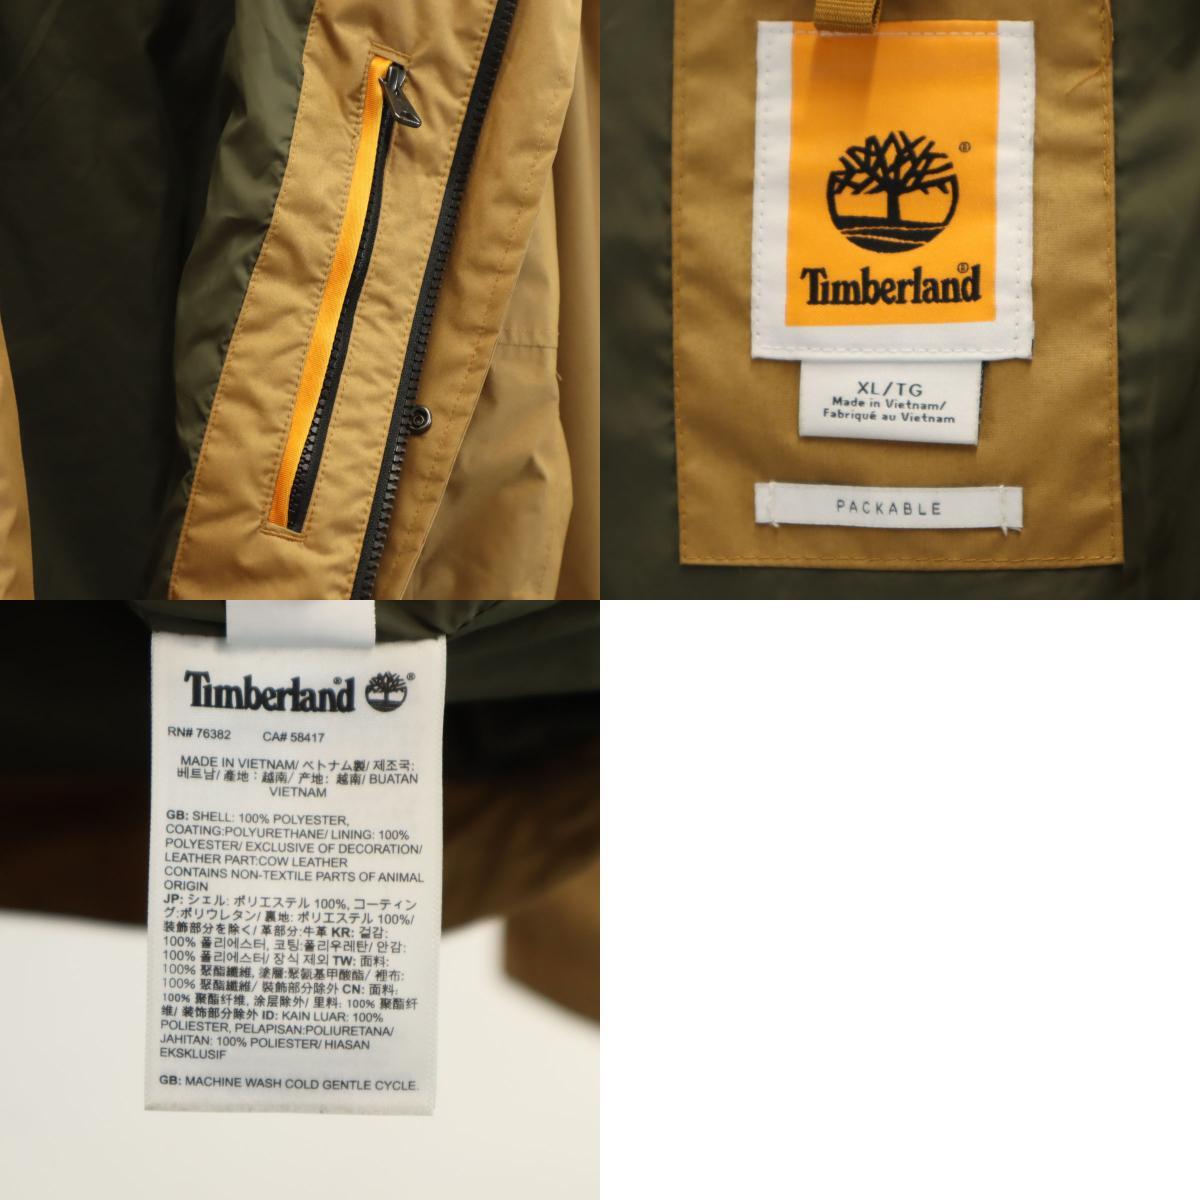 Timberland®
XL/TG
Made in Vietnam/
Fabriqué au Vietnam
PACKABLE
Timberland®
RN# 76382 CA# 58417
MADE IN VIETNAM/ ベトナム製/ 제조국:
베트남/ 產地：越南/ 产地：越南/ BUATAN
VIETNAM
GB: SHELL: 100% POLYESTER,
COATING:POLYURETHANE/ LINING: 100%
POLYESTER/ EXCLUSIVE OF DECORATION/
LEATHER PART:COW LEATHER
CONTAINS NON-TEXTILE PARTS OF ANIMAL
ORIGIN
JP: シェル: ポリエステル 100%, コーティン
グ:ポリウレタン/ 裏地: ポリエステル 100%/
装飾部分を除く/ 革部分:牛革 KR: 겉감:
100% 폴리에스터, 코팅:폴리우레탄/ 안감:
100% 폴리에스터/ 장식 제외 TW: 面料:
100% 聚酯纖維, 塗層:聚氨基甲酸酯/ 裡布:
100% 聚酯纖維/ 裝飾部分除外 CN: 面料:
100% 聚酯纤维, 涂层除外/ 里料: 100% 聚酯纤
维/ 装饰部分除外 ID: KAIN LUAR: 100%
POLIESTER, PELAPISAN:POLIURETANA/
JAHITAN: 100% POLIESTER/ HIASAN
EKSKLUSIF
GB: MACHINE WASH COLD GENTLE CYCLE.